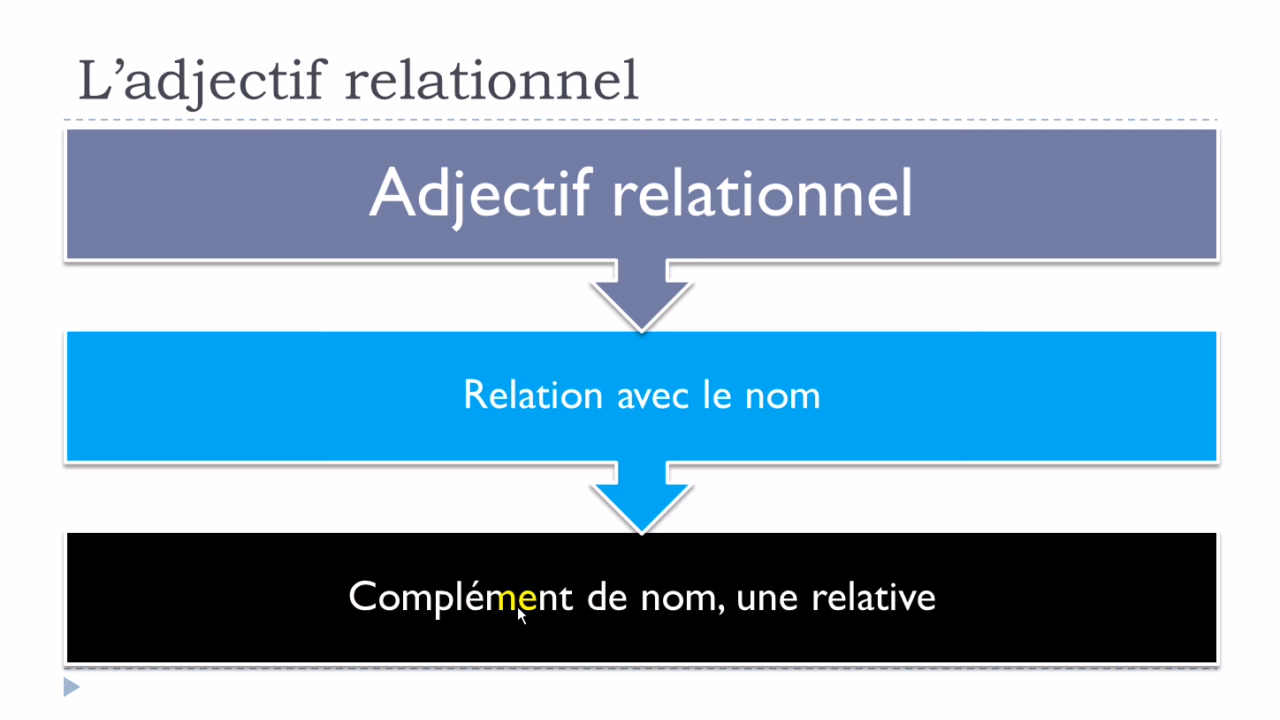 L’adjectif relationnel
Adjectif relationnel
Relation avec le nom
Complément de nom, une relative